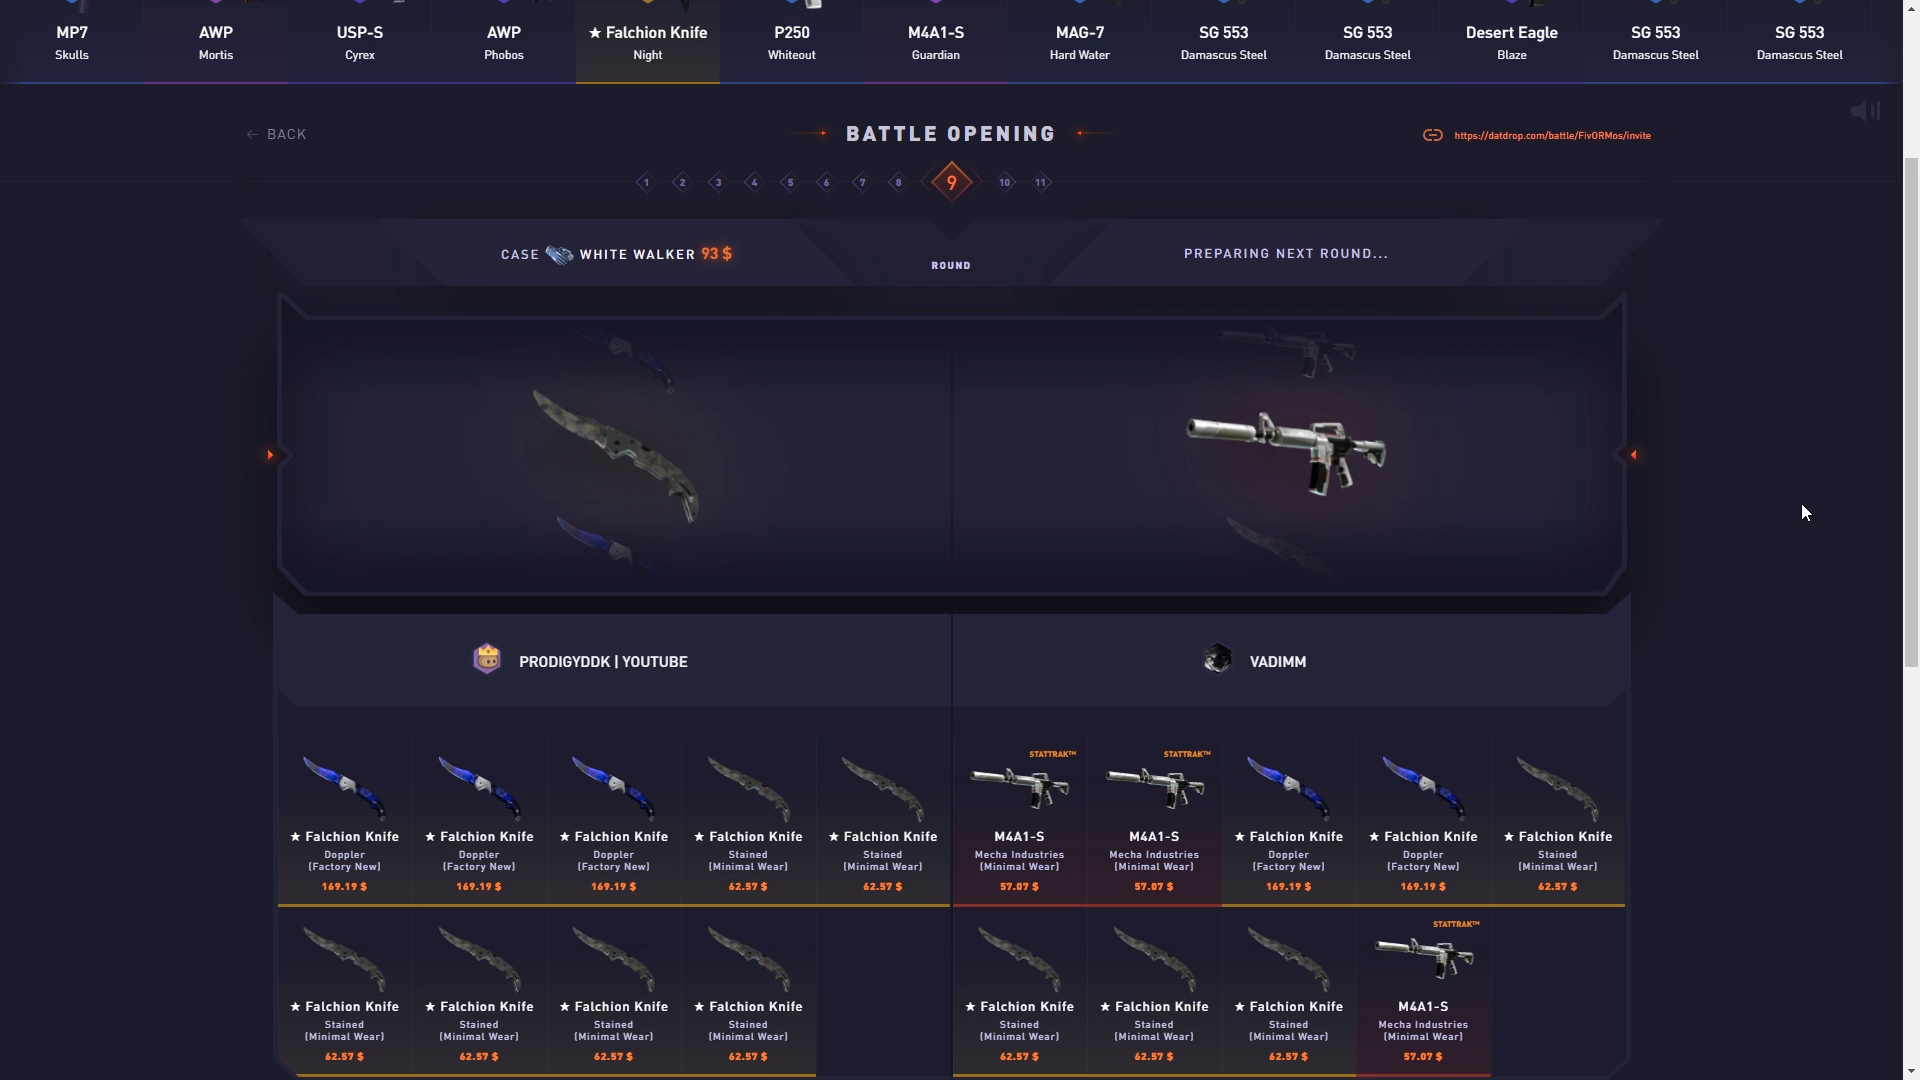 MP7
Skulls
AWP
Mortis
USP-S
Cyrex
AWP
Phobos
★ Falchion Knife
Night
P250
Whiteout
M4A1-S
Guardian
MAG-7
Hard Water
SG 553
Damascus Steel
SG 553
Damascus Steel
Desert Eagle
Blaze
SG 553
Damascus Steel
SG 553
Damascus Steel
← BACK
BATTLE OPENING
https://datdrop.com/battle/FivORMos/invite
1 2 3 4 5 6 7 8 9 10 11
CASE WHITE WALKER 93 $
ROUND
PREPARING NEXT ROUND...
PRODIGYDDK | YOUTUBE
VADIMM
★ Falchion Knife
Doppler
(Factory New)
169.19 $
★ Falchion Knife
Doppler
(Factory New)
169.19 $
★ Falchion Knife
Doppler
(Factory New)
169.19 $
★ Falchion Knife
Stained
(Minimal Wear)
62.57 $
★ Falchion Knife
Stained
(Minimal Wear)
62.57 $
STATTRAK™
M4A1-S
Mecha Industries
(Minimal Wear)
57.07 $
STATTRAK™
M4A1-S
Mecha Industries
(Minimal Wear)
57.07 $
★ Falchion Knife
Doppler
(Factory New)
169.19 $
★ Falchion Knife
Doppler
(Factory New)
169.19 $
★ Falchion Knife
Stained
(Minimal Wear)
62.57 $
★ Falchion Knife
Stained
(Minimal Wear)
62.57 $
★ Falchion Knife
Stained
(Minimal Wear)
62.57 $
★ Falchion Knife
Stained
(Minimal Wear)
62.57 $
★ Falchion Knife
Stained
(Minimal Wear)
62.57 $
★ Falchion Knife
Stained
(Minimal Wear)
62.57 $
★ Falchion Knife
Stained
(Minimal Wear)
62.57 $
★ Falchion Knife
Stained
(Minimal Wear)
62.57 $
STATTRAK™
M4A1-S
Mecha Industries
(Minimal Wear)
57.07 $